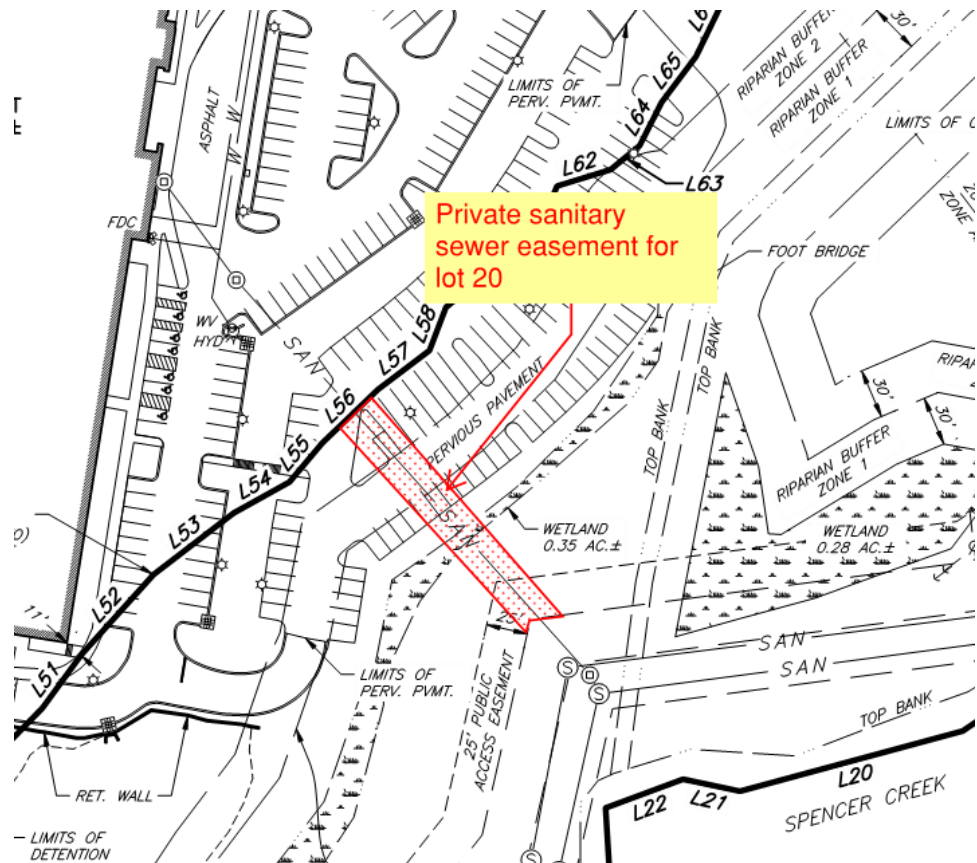 T
E
ASPHALT
W-W
FDC
WV
HYD
SAN
LIMITS OF
PERV. PVMT.
L65
L64
L62
L63
RIPARIAN BUFFER
ZONE 2
RIPARIAN BUFFER
ZONE 1
30'
Private sanitary
sewer easement for
lot 20
FOOT BRIDGE
TOP BANK
TOP BANK
30'
30'
RIPARIAN BUFFER
ZONE 1
L58
L57
L56
L55
L54
L53
L52
L51
PERVIOUS PAVEMENT
SAN
WETLAND
0.35 AC.±
WETLAND
0.28 AC.±
25' PUBLIC
ACCESS EASEMENT
LIMITS OF
PERV. PVMT.
SAN
SAN
S
S
S
TOP BANK
RET. WALL
L22
L21
L20
SPENCER CREEK
LIMITS OF
DETENTION